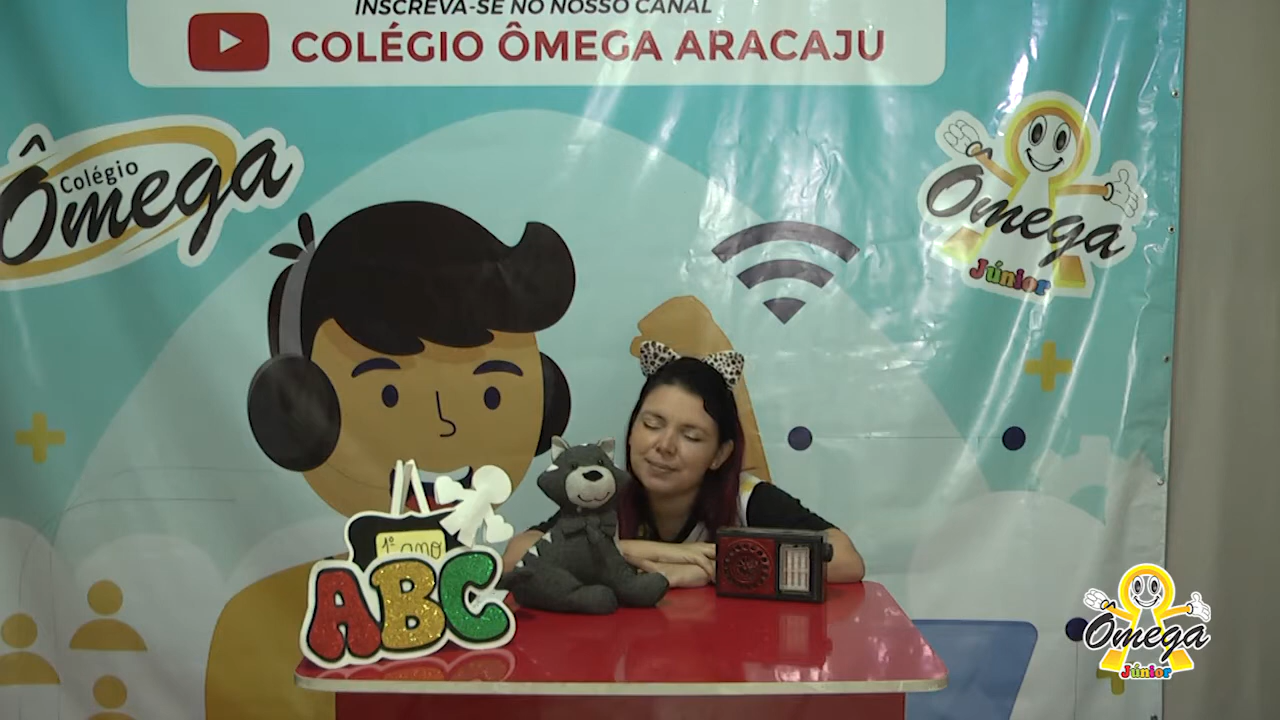 INSCREVA-SE NO NOSSO CANAL
COLÉGIO ÔMEGA ARACAJU
Colégio
Ômega
Ômega
Júnior
1º ano
ABC
Ômega
Júnior